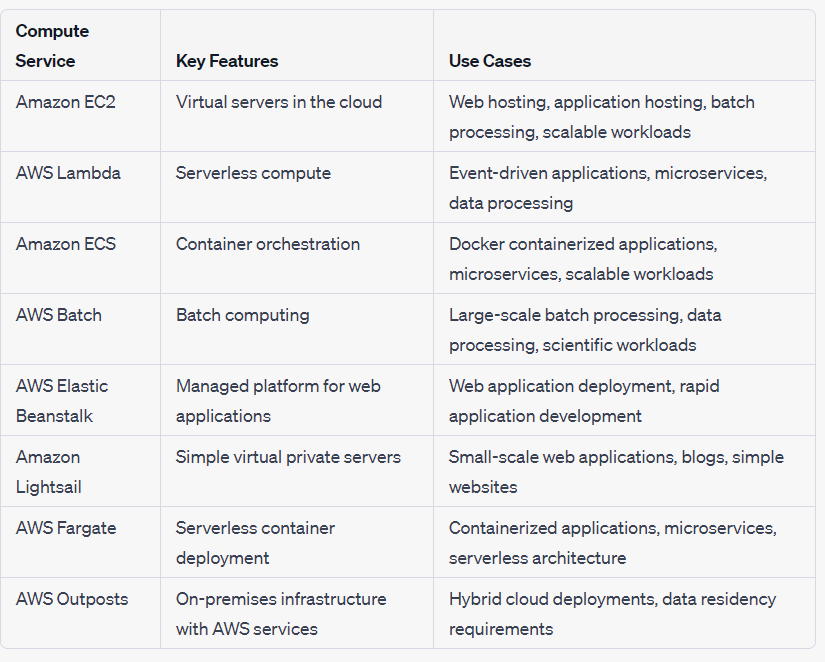 Compute
Service
Key Features
Use Cases
Amazon EC2
Virtual servers in the cloud
Web hosting, application hosting, batch
processing, scalable workloads
AWS Lambda
Serverless compute
Event-driven applications, microservices,
data processing
Amazon ECS
Container orchestration
Docker containerized applications,
microservices, scalable workloads
AWS Batch
Batch computing
Large-scale batch processing, data
processing, scientific workloads
AWS Elastic
Beanstalk
Managed platform for web
applications
Web application deployment, rapid
application development
Amazon
Lightsail
Simple virtual private servers
Small-scale web applications, blogs, simple
websites
AWS Fargate
Serverless container
deployment
Containerized applications, microservices,
serverless architecture
AWS Outposts
On-premises infrastructure
with AWS services
Hybrid cloud deployments, data residency
requirements